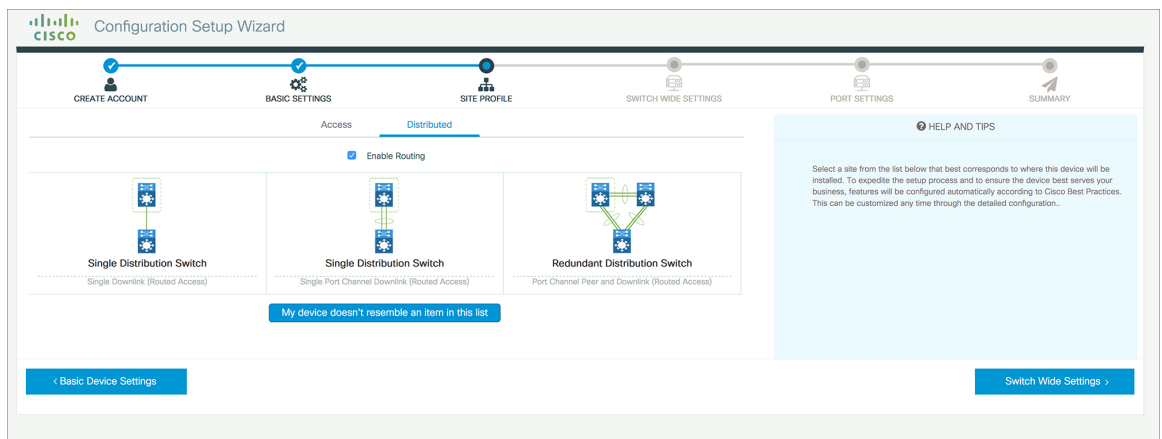 CISCO
Configuration Setup Wizard
CREATE ACCOUNT
BASIC SETTINGS
SITE PROFILE
SWITCH WIDE SETTINGS
PORT SETTINGS
SUMMARY
Access
Distributed
Enable Routing
Single Distribution Switch
Single Downlink (Routed Access)
Single Distribution Switch
Single Port Channel Downlink (Routed Access)
Redundant Distribution Switch
Port Channel Peer and Downlink (Routed Access)
My device doesn't resemble an item in this list
? HELP AND TIPS
Select a site from the list below that best corresponds to where this device will be
installed. To expedite the setup process and to ensure the device best serves your
business, features will be configured automatically according to Cisco Best Practices.
This can be customized any time through the detailed configuration..
< Basic Device Settings
Switch Wide Settings >